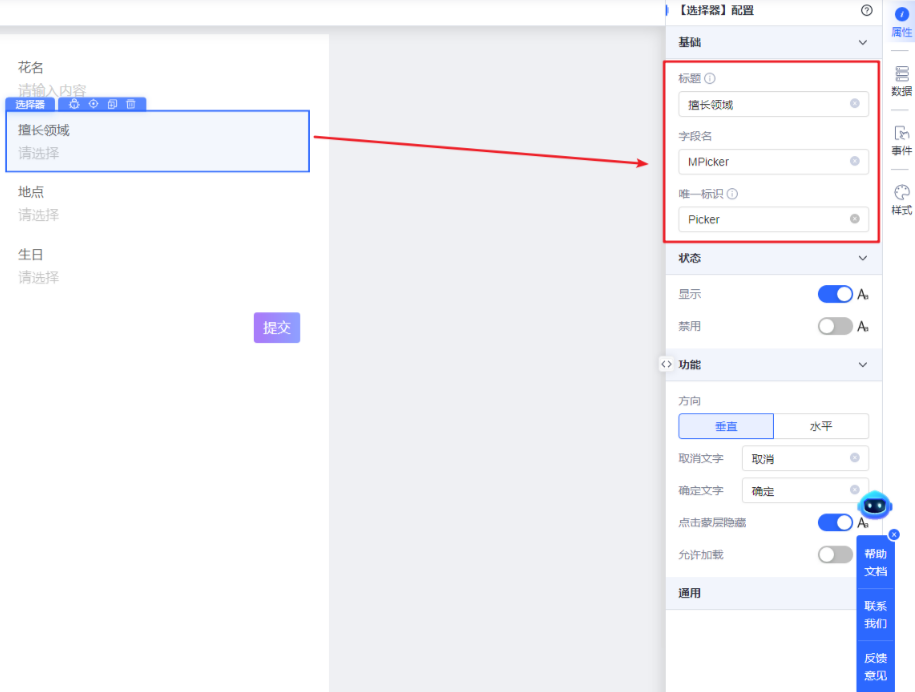 【选择器】配置
属性
基础
花名
请输入内容
选择器
擅长领域
请选择
地点
请选择
生日
请选择
提交
标题
擅长领域
字段名
MPicker
唯一标识
Picker
状态
显示
禁用
功能
方向
垂直
水平
取消文字
取消
确定文字
确定
点击蒙层隐藏
允许加载
通用
数据
事件
样式
帮助
文档
联系
我们
反馈
意见